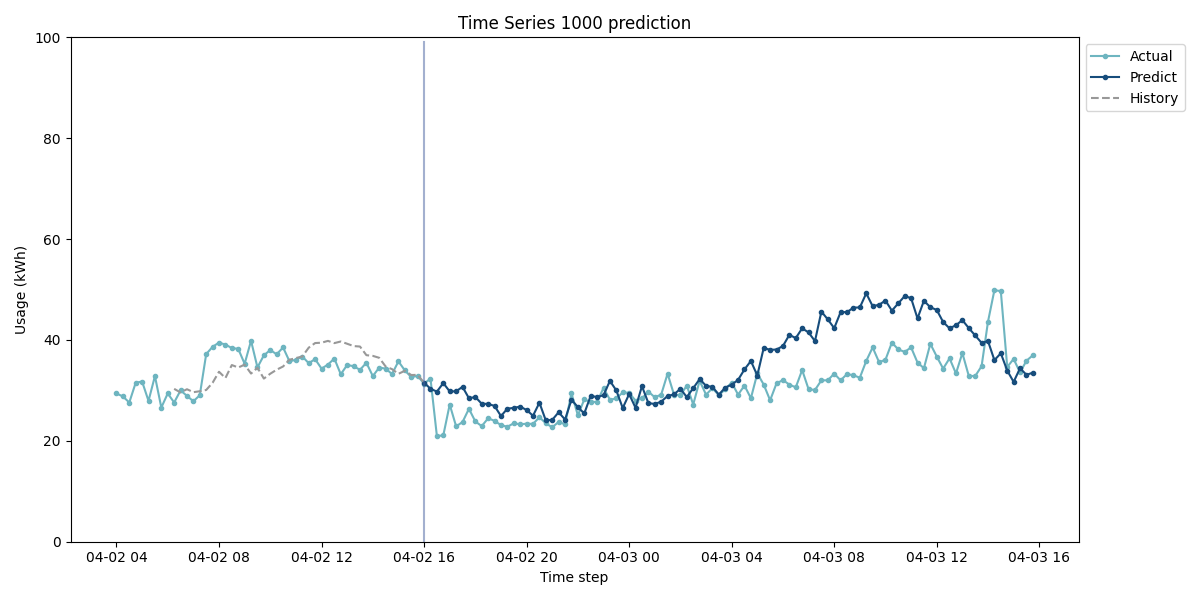 Time Series 1000 prediction
Usage (kWh)
100
80
60
40
20
0
04-02 04
04-02 08
04-02 12
04-02 16
04-02 20
04-03 00
04-03 04
04-03 08
04-03 12
04-03 16
Time step
Actual
Predict
History